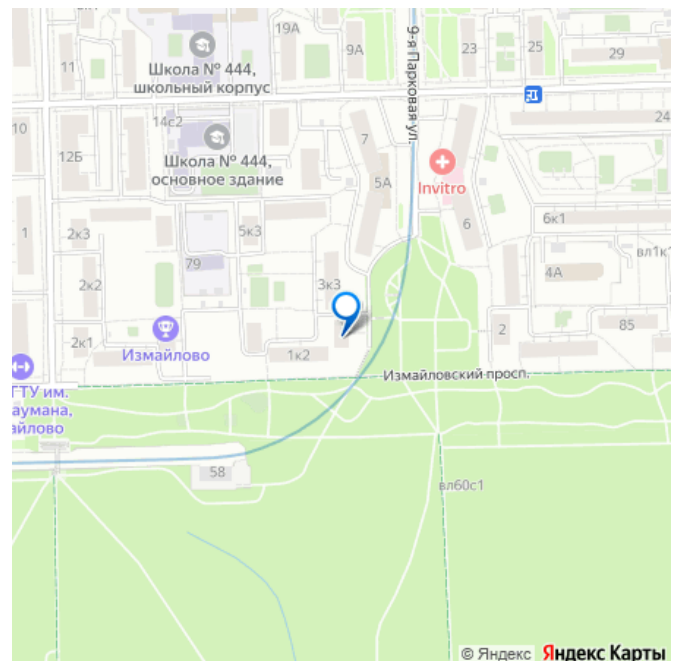 19А
9А
23
25
29
11
Школа № 444,
школьный корпус
9-я Парковая ул.
10
14с2
24
7
12Б
Школа № 444,
основное здание
5А
Invitro
1
2к3
5к3
6
6к1
79
вл1к1
2к2
3к3
4А
2к1
Измайлово
1к2
2
85
ГТУ им.
аумана,
айлово
Измайловский просп.
58
вл60с1
© Яндекс Яндекс Карты